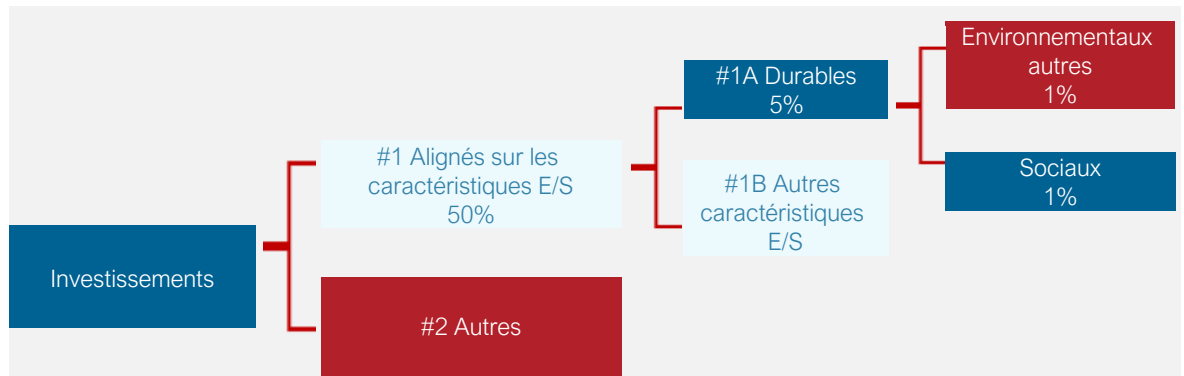 Investissements
#1 Alignés sur les
caractéristiques E/S
50%
#2 Autres
#1A Durables
5%
#1B Autres
caractéristiques
E/S
Environnementaux
autres
1%
Sociaux
1%